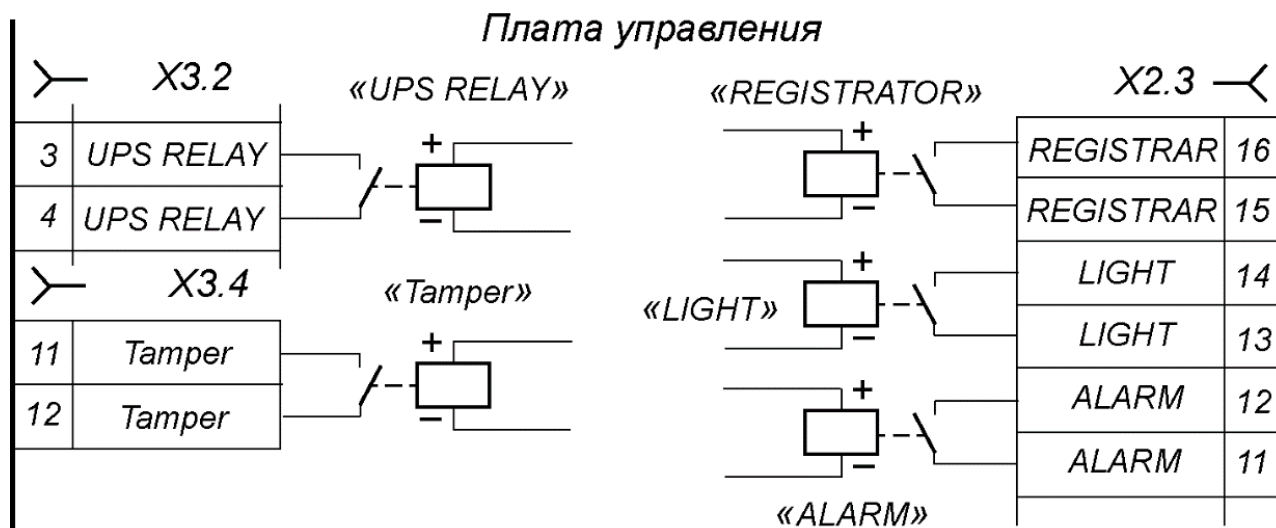 Плата управления
X3.2
«UPS RELAY»
3 UPS RELAY
4 UPS RELAY
+
−
X3.4
«Tamper»
11 Tamper
12 Tamper
+
−
«REGISTRATOR»
X2.3
+
−
REGISTRAR 16
REGISTRAR 15
«LIGHT»
+
−
LIGHT 14
LIGHT 13
+
−
ALARM 12
ALARM 11
«ALARM»